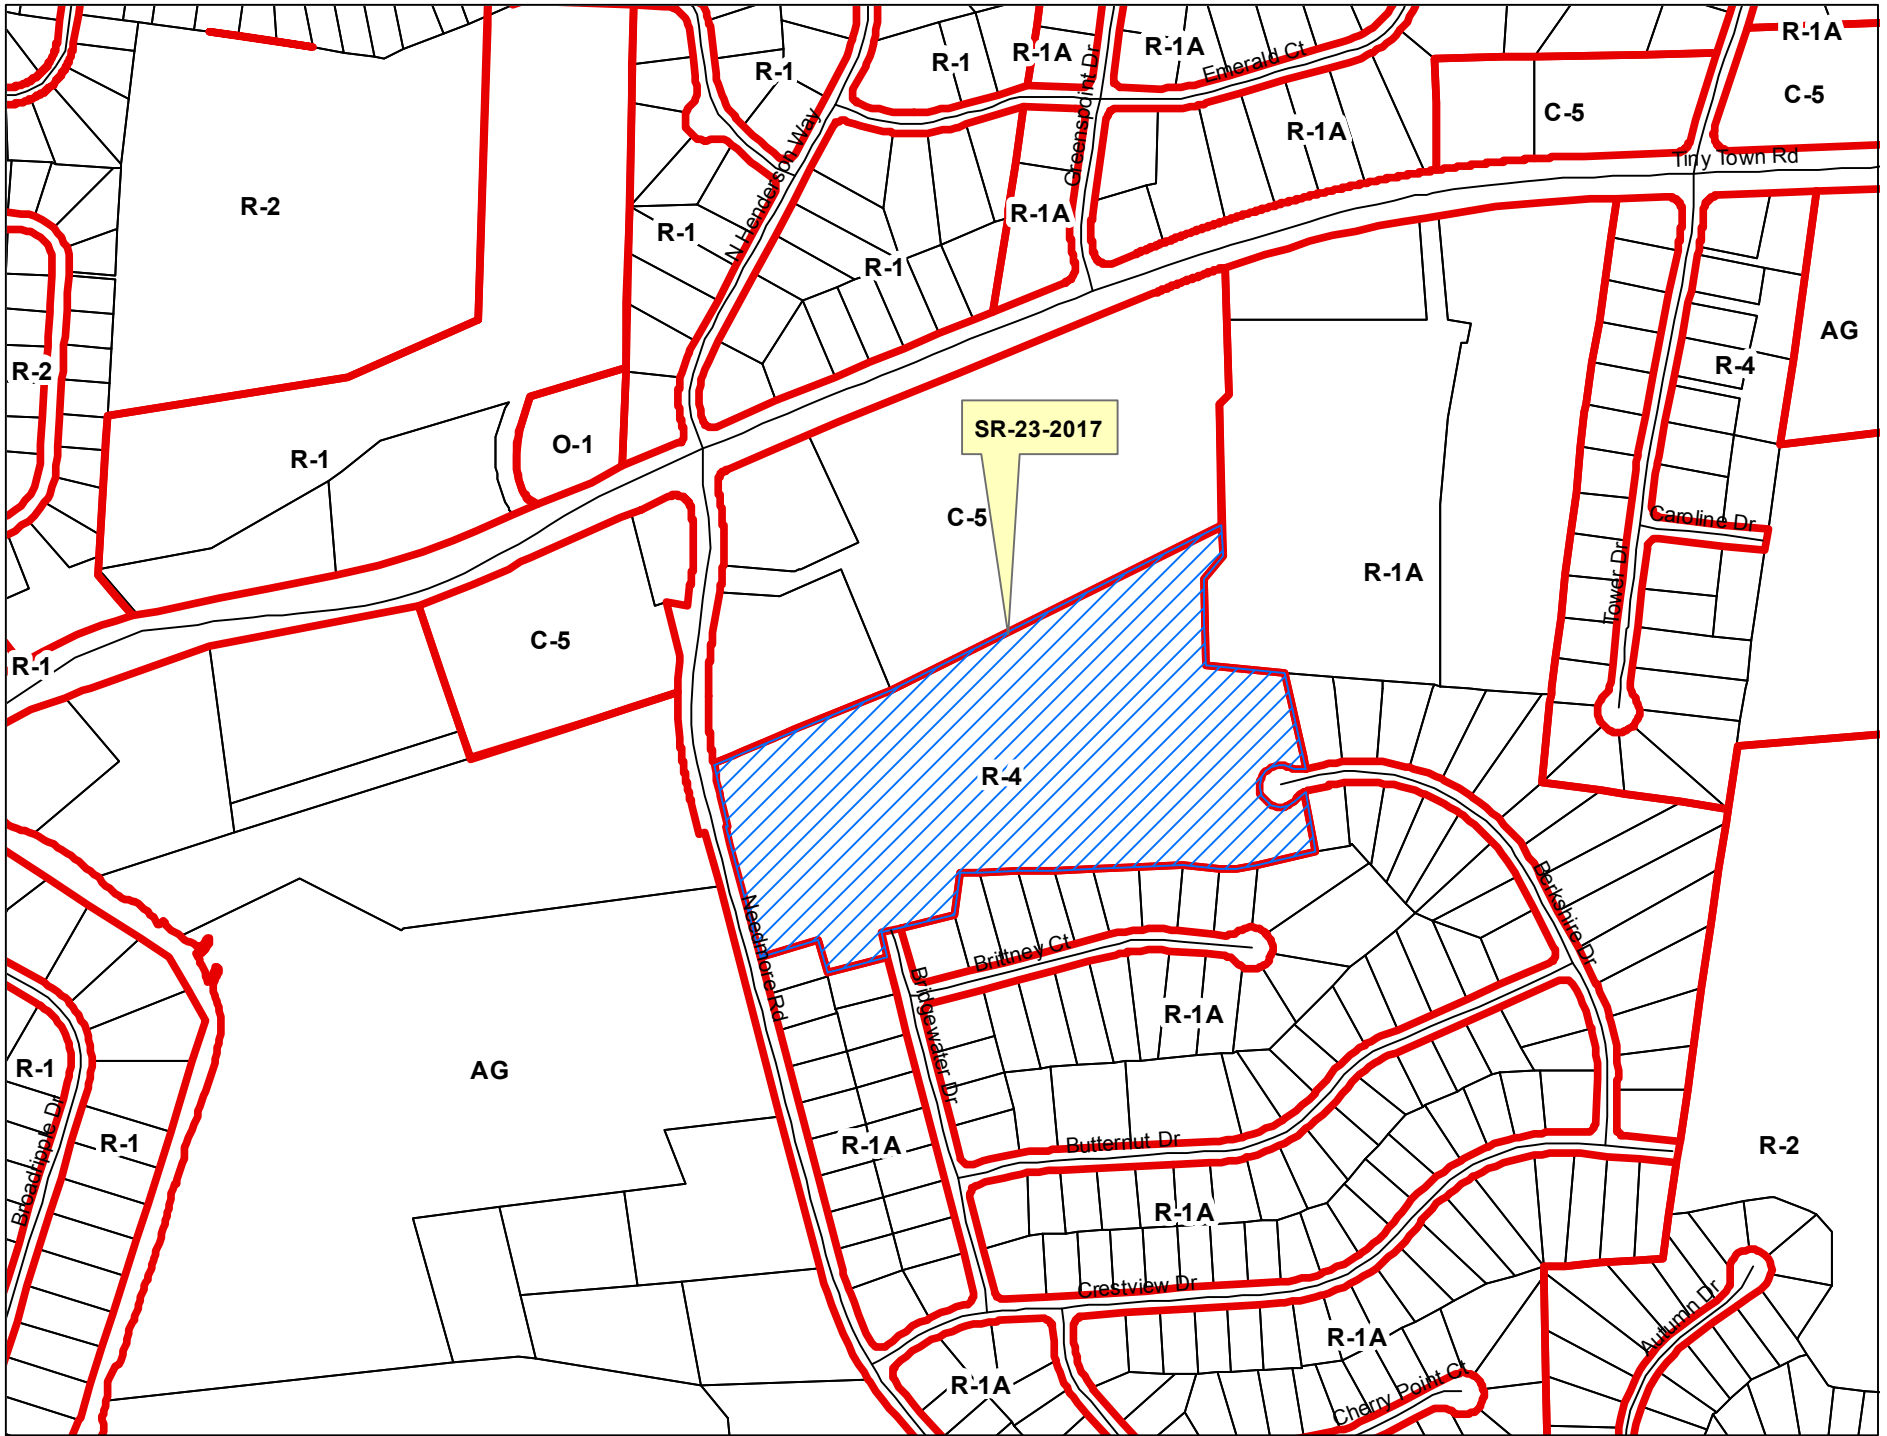 R-1A
R-1
R-1A
R-1A
Emerald Ct
R-1
Greenspoint Dr
C-5
C-5
R-1A
N Henderson Way
Tiny Town Rd
R-2
R-1A
R-1
R-1
AG
R-2
R-4
SR-23-2017
O-1
R-1
C-5
Caroline Dr
R-1A
Tower Dr
C-5
R-1
R-4
Berkshire Dr
Needmore Rd
Brittney Ct
Bridgewater Dr
R-1A
R-1
AG
Broadripple Dr
R-1
R-1A
Butternut Dr
R-2
R-1A
Crestview Dr
Autumn Dr
R-1A
R-1A
Cherry Point Ct